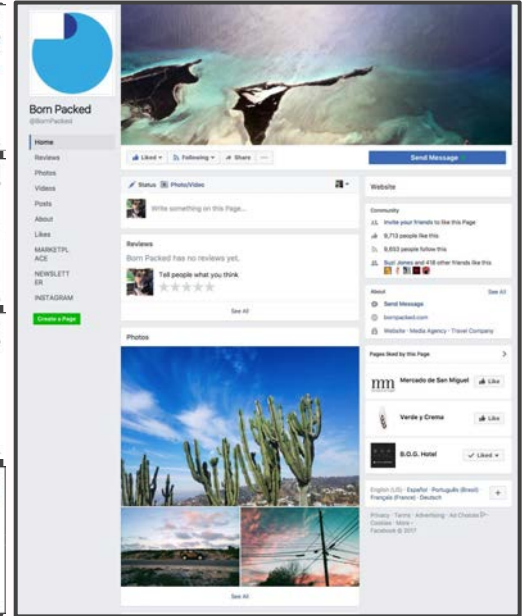 Born Packed
@BornPacked
Home
Reviews
Photos
Videos
Posts
About
Likes
MARKETPL
ACE
NEWSLETT
ER
INSTAGRAM
Create a Page
Liked Following Share ...
Send Message
Status Photo/Video
Write something on this Page...
Reviews
Born Packed has no reviews yet.
Tell people what you think
See All
Photos
See All
Website
Community
Invite your friends to like this Page
9,713 people like this
9,653 people follow this
Suzi Jones and 418 other friends like this
About See All
Send Message
bornpacked.com
Website · Media Agency · Travel Company
Pages liked by this Page
mm Mercado de San Miguel Like
Verde y Crema Like
B.O.G. Hotel Liked
English (US) · Español · Português (Brasil) ·
Français (France) · Deutsch
Privacy · Terms · Advertising · Ad Choices ·
Cookies · More ·
Facebook © 2017